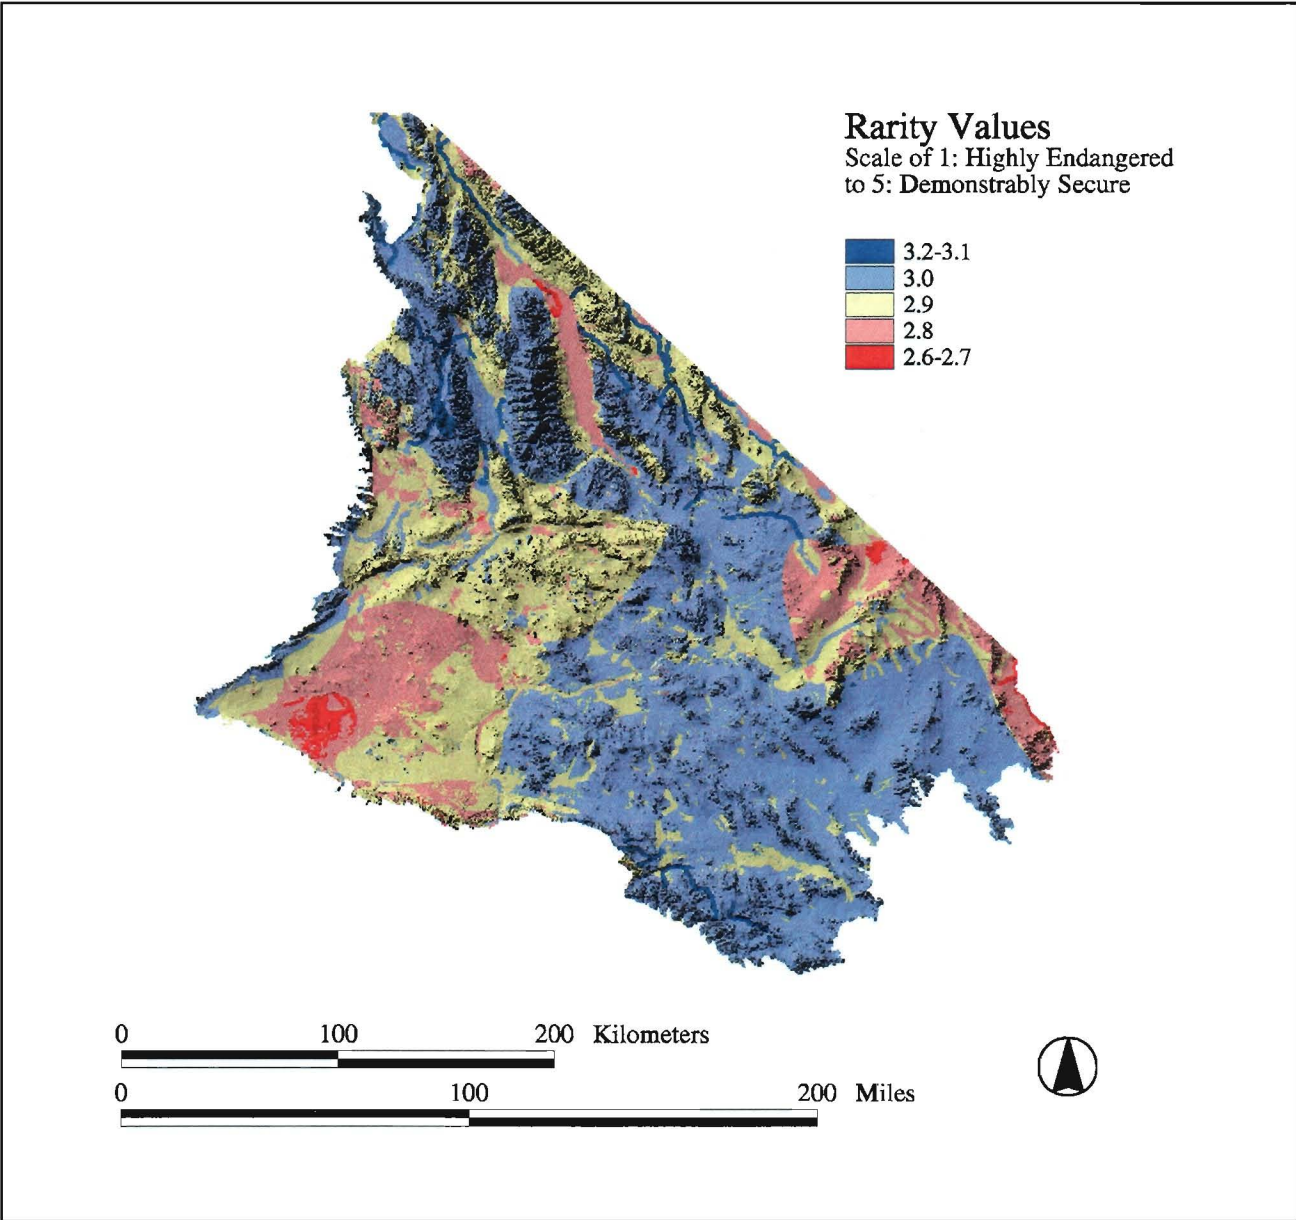 Rarity Values
Scale of 1: Highly Endangered
to 5: Demonstrably Secure
3.2-3.1
3.0
2.9
2.8
2.6-2.7
0 100 200 Kilometers
0 100 200 Miles